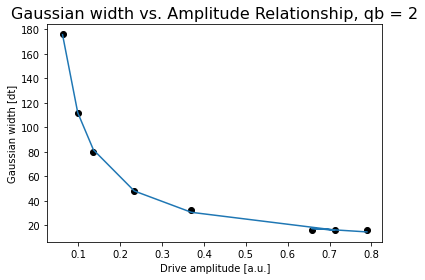 Gaussian width vs. Amplitude Relationship, qb = 2
180
160
140
120
100
80
60
40
20
Gaussian width [dt]
0.1 0.2 0.3 0.4 0.5 0.6 0.7 0.8
Drive amplitude [a.u.]